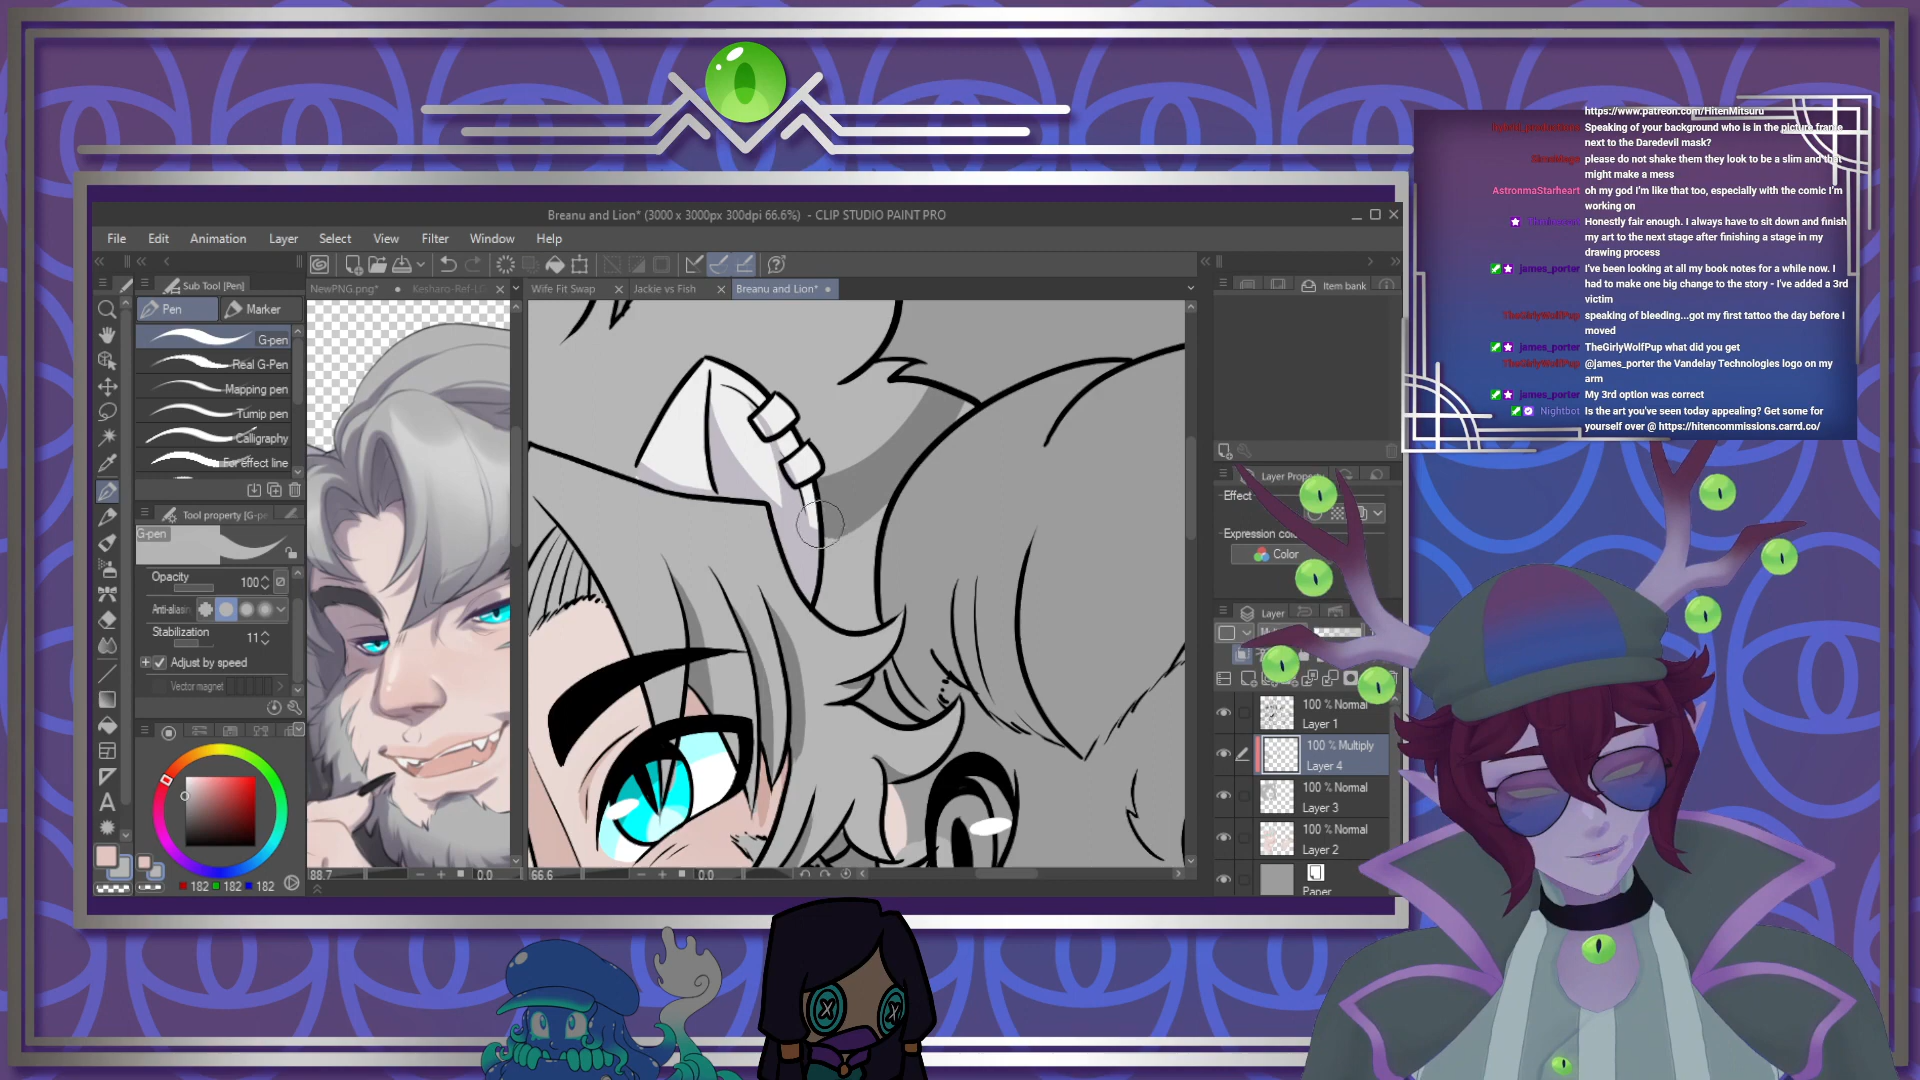 https://www.patreon.com/HitenMitsuru
Speaking of your background who is in the picture frame
next to the Daredevil mask?
please do not shake them they look to be a slim and that
might make a mess
AstronmaStarheart oh my god I'm like that too, especially with the comic I'm
working on
Honestly fair enough. I always have to sit down and finish
my art to the next stage after finishing a stage in my
drawing process
james_porter I've been looking at all my book notes for a while now. I
had to make one big change to the story - I've added a 3rd
victim
TheGirlyWolfPup speaking of bleeding...got my first tattoo the day before I
moved
james_porter TheGirlyWolfPup what did you get
TheGirlyWolfPup @james_porter the Vandelay Technologies logo on my
arm
james_porter My 3rd option was correct
Nightbot Is the art you've seen today appealing? Get some for
yourself over @ https://hitencommissions.carrd.co/
Breanu and Lion* (3000 x 3000px 300dpi 66.6%) - CLIP STUDIO PAINT PRO
File Edit Animation Layer Select View Filter Window Help
Sub Tool [Pen]
Pen Marker
G-pen
Real G-Pen
Mapping pen
Turnip pen
Calligraphy
For effect line
Tool property [G-pe
G-pen
Opacity 100
Anti-aliasin
Stabilization 11
Adjust by speed
Vector magnet
182 182 182
NewPNG.png* Kesharo-Ref-LG Wife Fit Swap Jackie vs Fish Breanu and Lion*
88.7 0.0 66.6 0.0
Item bank
Layer Prope
Effect
Expression colo
Color
Layer
100 % Normal
Layer 1
100 % Multiply
Layer 4
100 % Normal
Layer 3
100 % Normal
Layer 2
Paper